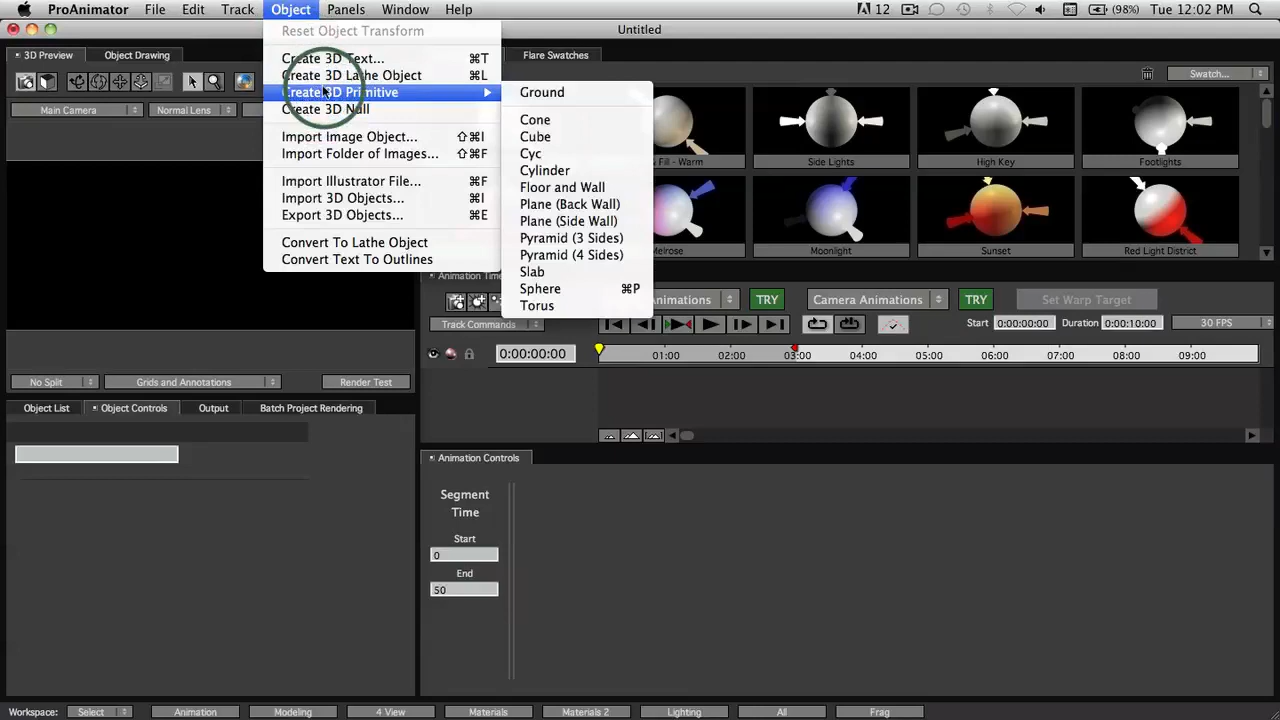 ProAnimator File Edit Track Object Panels Window Help 12 (98%) Tue 12:02 PM
Untitled
3D Preview Object Drawing Flare Swatches
Reset Object Transform
Create 3D Text... ⌘T
Create 3D Lathe Object ⌘L
Create 3D Primitive
Create 3D Null
Import Image Object... ⇧⌘I
Import Folder of Images... ⇧⌘F
Import Illustrator File... ⌘F
Import 3D Objects... ⌘I
Export 3D Objects... ⌘E
Convert To Lathe Object
Convert Text To Outlines
Ground
Cone
Cube
Cyc
Cylinder
Floor and Wall
Plane (Back Wall)
Plane (Side Wall)
Pyramid (3 Sides)
Pyramid (4 Sides)
Slab
Sphere ⌘P
Torus
Swatch...
Main Camera Normal Lens
Fill - Warm Side Lights High Key Footlights
Melrose Moonlight Sunset Red Light District
Animation Time
Animations TRY Camera Animations TRY Set Warp Target
Track Commands Start 0:00:00:00 Duration 0:00:10:00 30 FPS
0:00:00:00 01:00 02:00 03:00 04:00 05:00 06:00 07:00 08:00 09:00
No Split Grids and Annotations Render Test
Object List Object Controls Output Batch Project Rendering
Animation Controls
Segment
Time
Start
0
End
50
Workspace: Select Animation Modeling 4 View Materials Materials 2 Lighting All Frag